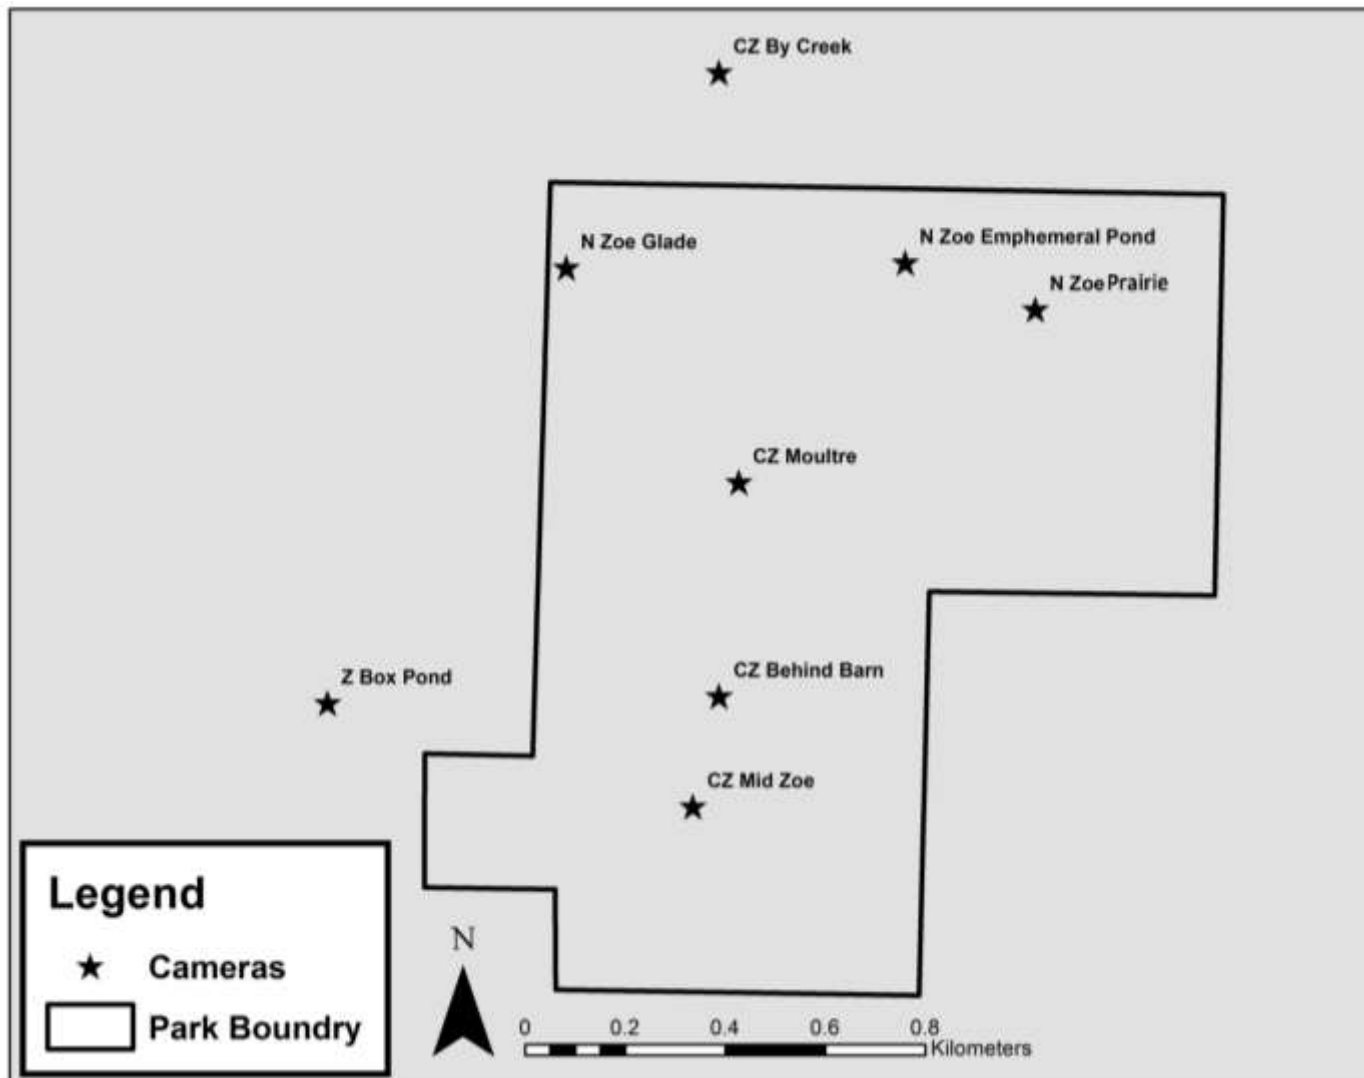 CZ By Creek
N Zoe Glade
N Zoe Emphemeral Pond
N Zoe Prairie
CZ Moultre
Z Box Pond
CZ Behind Barn
CZ Mid Zoe
Legend
Cameras
Park Boundry
N
0 0.2 0.4 0.6 0.8
Kilometers